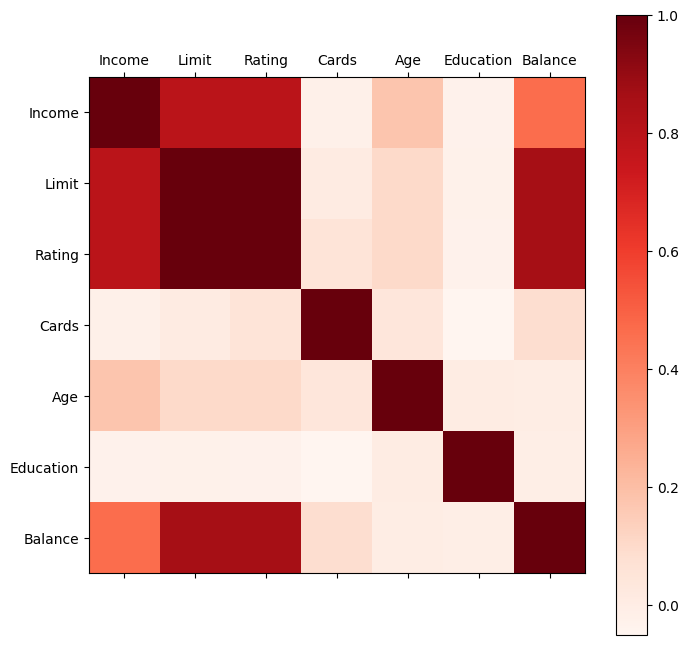 Income Limit Rating Cards Age Education Balance
Income
Limit
Rating
Cards
Age
Education
Balance
1.0
0.8
0.6
0.4
0.2
0.0